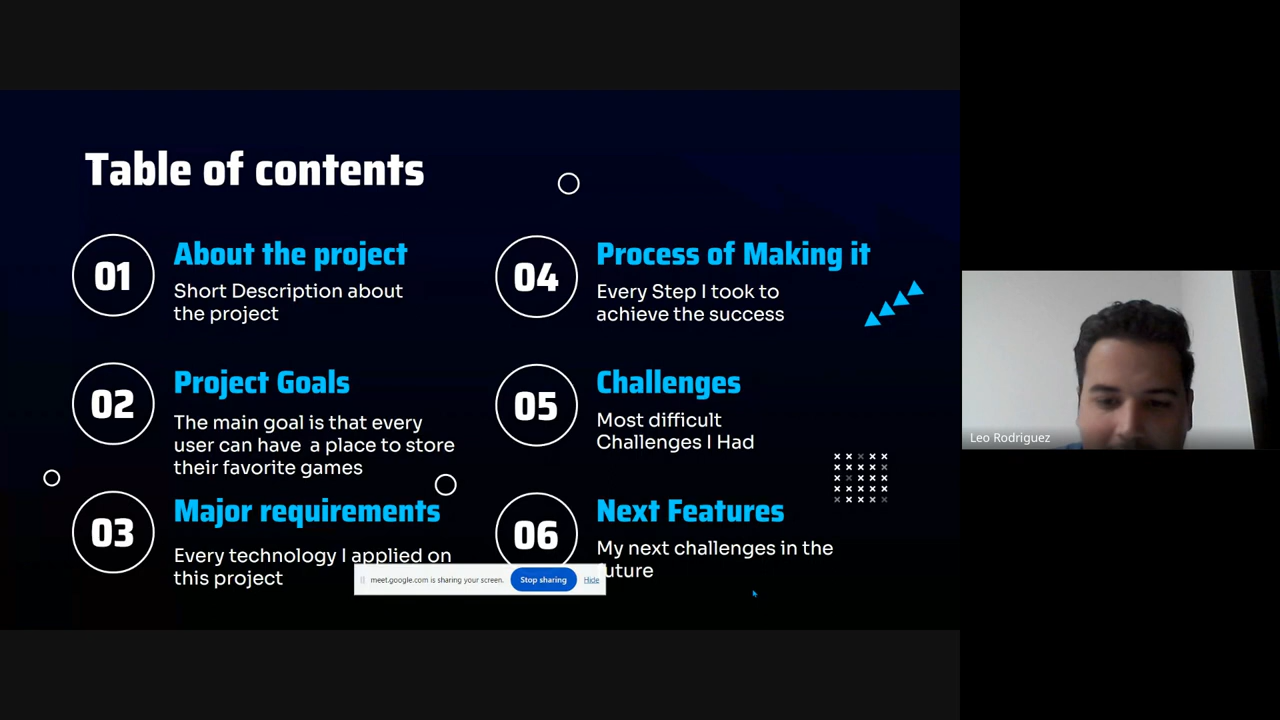 Table of contents
01
About the project
Short Description about
the project
02
Project Goals
The main goal is that every
user can have a place to store
their favorite games
03
Major requirements
Every technology I applied on
this project
04
Process of Making it
Every Step I took to
achieve the success
05
Challenges
Most difficult
Challenges I Had
06
Next Features
My next challenges in the
future
meet.google.com is sharing your screen. Stop sharing Hide
Leo Rodriguez